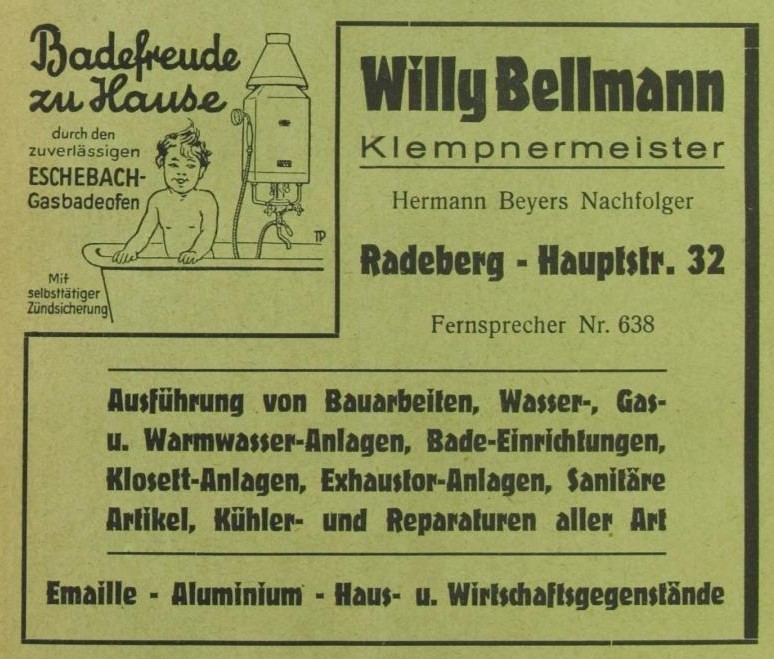 Badefreude
zu Hause
durch den
zuverlässigen
ESCHEBACH-
Gasbadeofen
Mit
selbsttätiger
Zündsicherung
TP
Willy Bellmann
Klempnermeister
Hermann Beyers Nachfolger
Radeberg - Hauptstr. 32
Fernsprecher Nr. 638
Ausführung von Bauarbeiten, Wasser-, Gas-
u. Warmwasser-Anlagen, Bade-Einrichtungen,
Klosett-Anlagen, Exhaustor-Anlagen, Sanitäre
Artikel, Kühler- und Reparaturen aller Art
Emaille - Aluminium - Haus- u. Wirtschaftsgegenstände